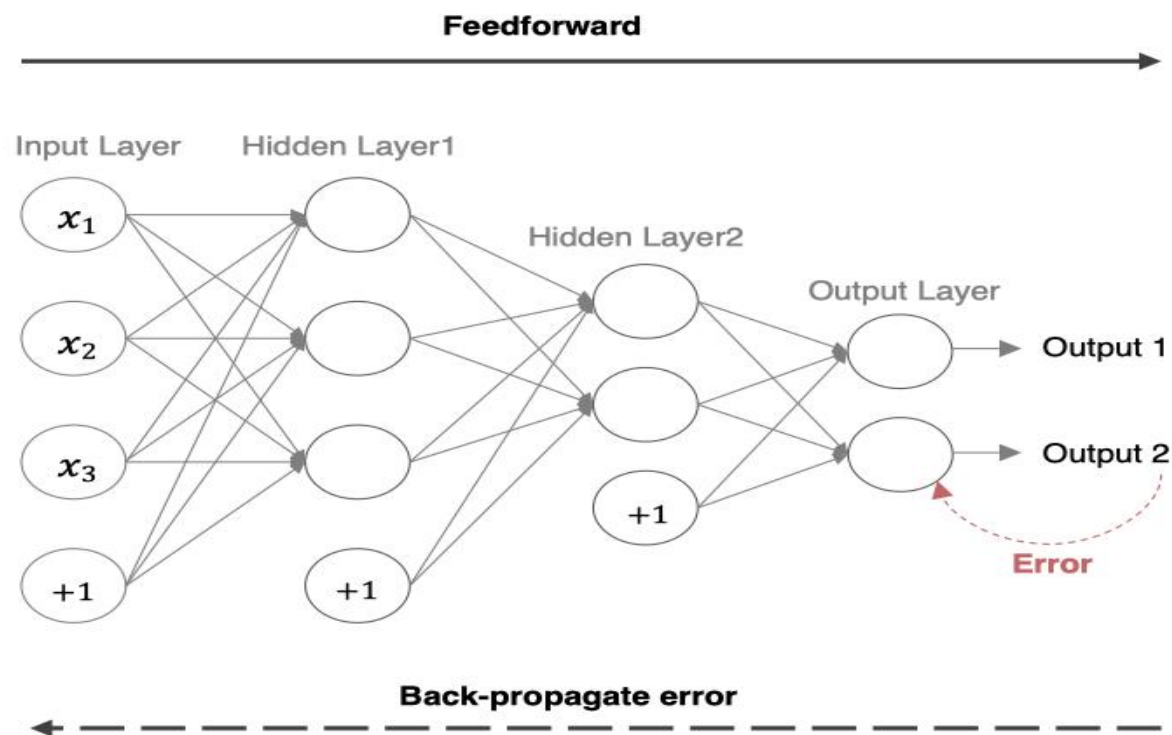 Feedforward
Input Layer
Hidden Layer1
x₁
x₂
x₃
+1
+1
Hidden Layer2
+1
Output Layer
Output 1
Output 2
Error
Back-propagate error